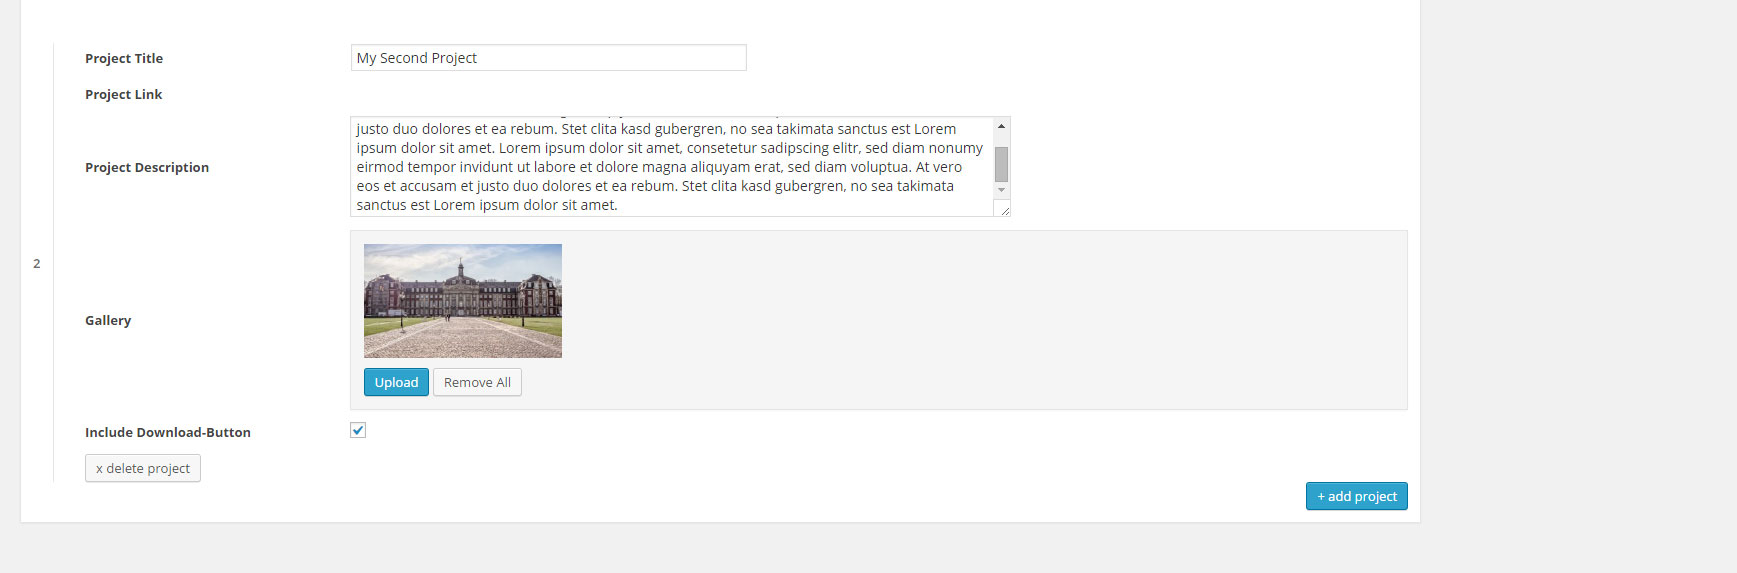 Project Title
My Second Project
Project Link
Project Description
justo duo dolores et ea rebum. Stet clita kasd gubergren, no sea takimata sanctus est Lorem
ipsum dolor sit amet. Lorem ipsum dolor sit amet, consetetur sadipscing elitr, sed diam nonumy
eirmod tempor invidunt ut labore et dolore magna aliquyam erat, sed diam voluptua. At vero
eos et accusam et justo duo dolores et ea rebum. Stet clita kasd gubergren, no sea takimata
sanctus est Lorem ipsum dolor sit amet.
2
Gallery
Upload
Remove All
Include Download-Button
x delete project
+ add project